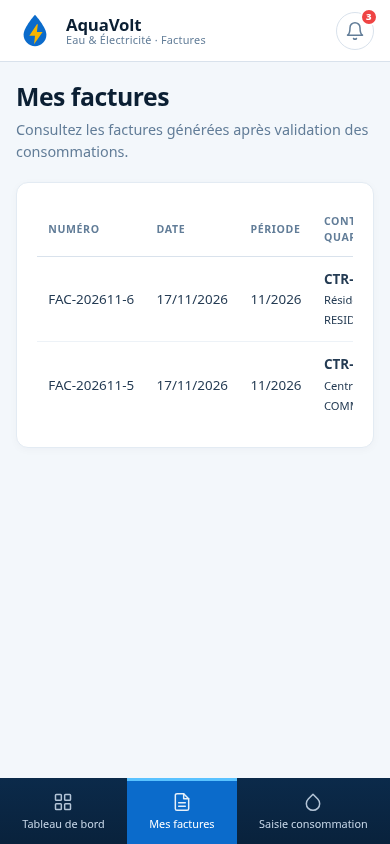 AquaVolt
Eau & Électricité · Factures
3
Mes factures
Consultez les factures générées après validation des
consommations.
NUMÉRO DATE PÉRIODE
FAC-202611-6 17/11/2026 11/2026 CTR-
FAC-202611-5 17/11/2026 11/2026 CTR-
Tableau de bord Mes factures Saisie consommation